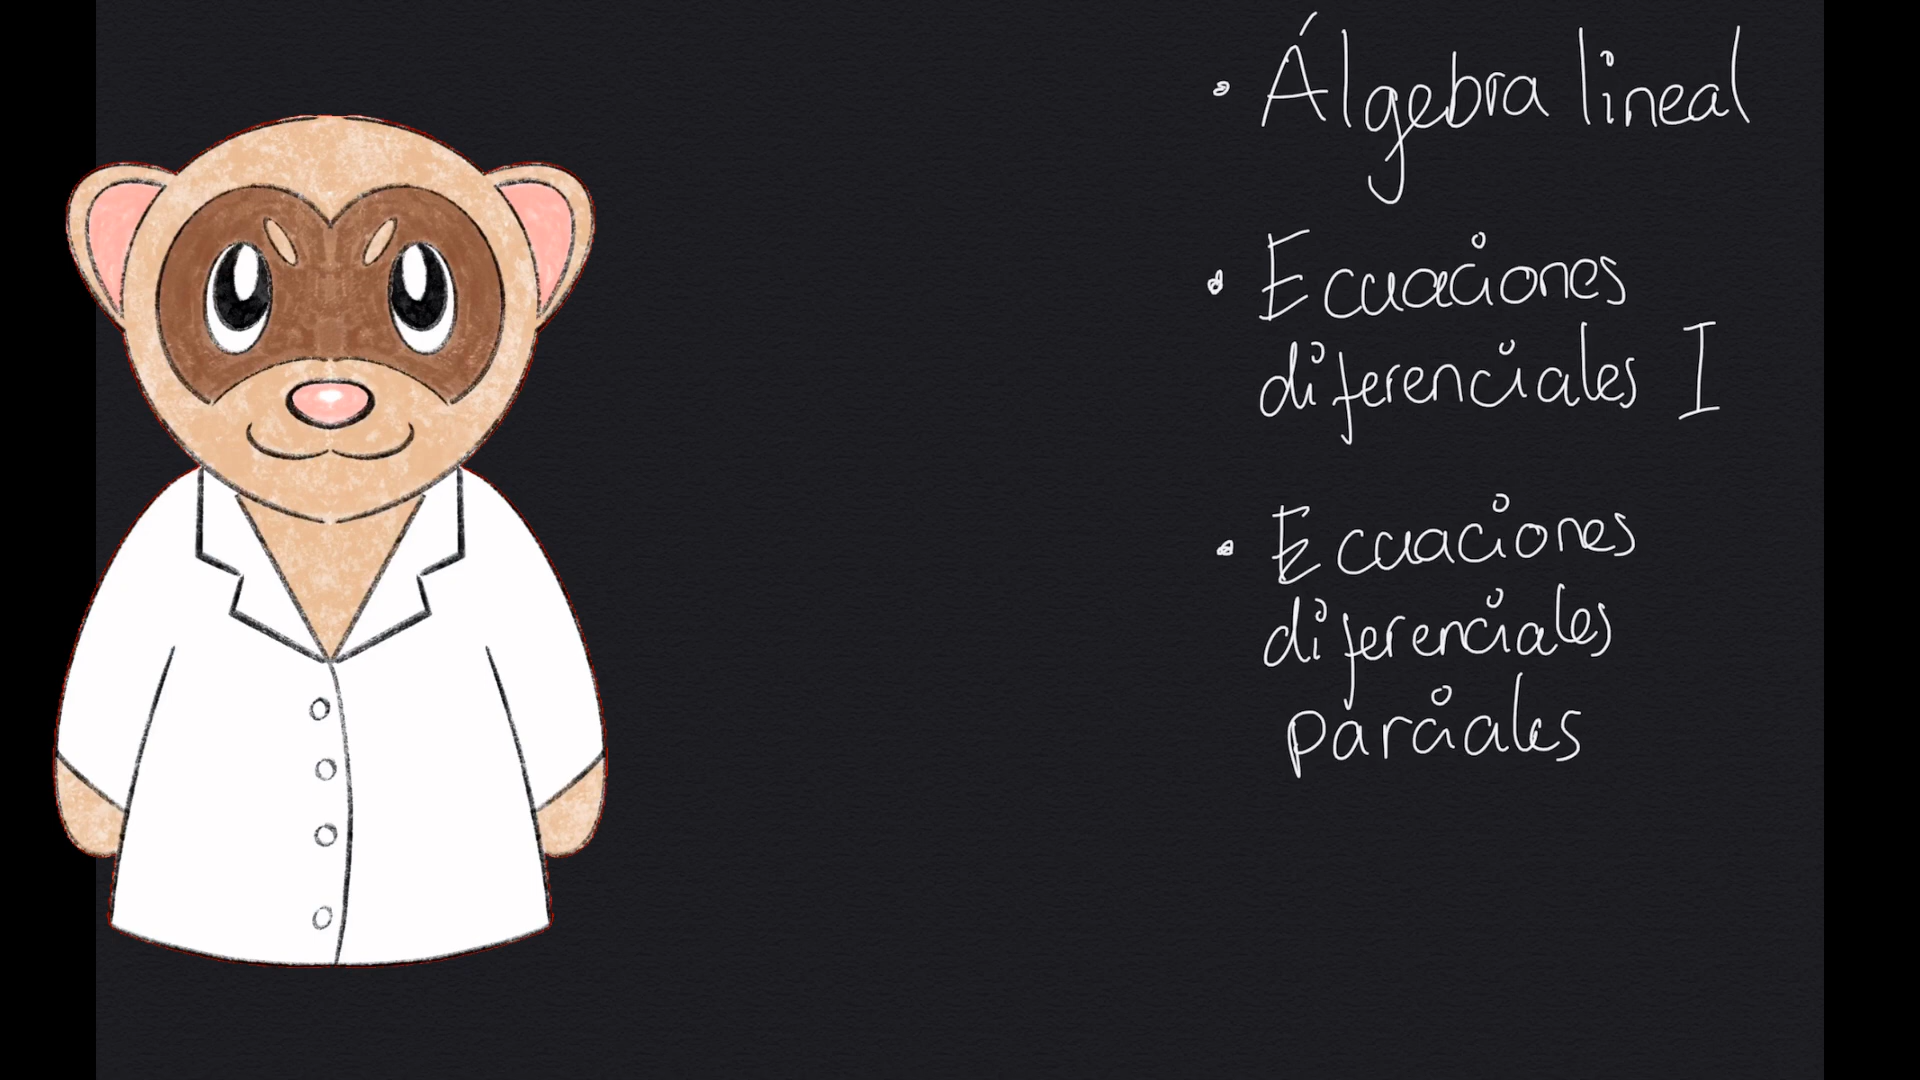 • Álgebra lineal
• Ecuaciones
diferenciales I
• Ecuaciones
diferenciales
parciales